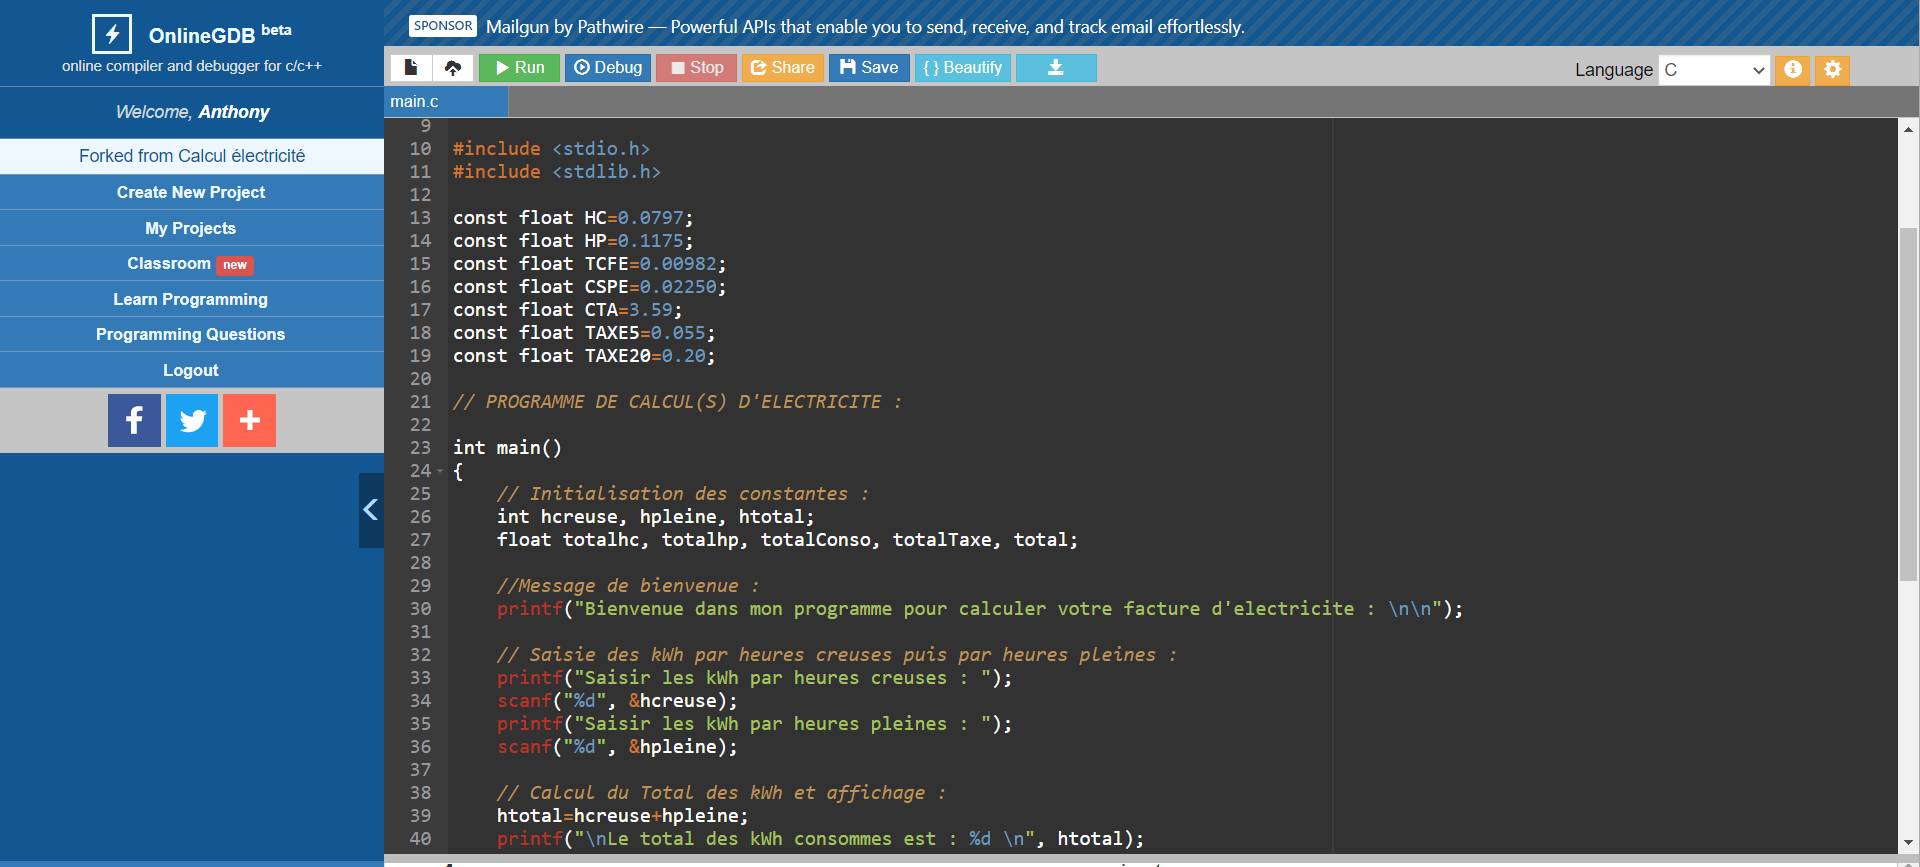 OnlineGDB beta
online compiler and debugger for c/c++
Welcome, Anthony
Forked from Calcul électricité
Create New Project
My Projects
Classroom new
Learn Programming
Programming Questions
Logout
SPONSOR Mailgun by Pathwire — Powerful APIs that enable you to send, receive, and track email effortlessly.
Run Debug Stop Share Save { } Beautify
Language C
main.c
9
10 #include <stdio.h>
11 #include <stdlib.h>
12
13 const float HC=0.0797;
14 const float HP=0.1175;
15 const float TCFE=0.00982;
16 const float CSPE=0.02250;
17 const float CTA=3.59;
18 const float TAXE5=0.055;
19 const float TAXE20=0.20;
20
21 // PROGRAMME DE CALCUL(S) D'ELECTRICITE :
22
23 int main()
24 {
25     // Initialisation des constantes :
26     int hcreuse, hpleine, htotal;
27     float totalhc, totalhp, totalConso, totalTaxe, total;
28
29     //Message de bienvenue :
30     printf("Bienvenue dans mon programme pour calculer votre facture d'electricite : \n\n");
31
32     // Saisie des kWh par heures creuses puis par heures pleines :
33     printf("Saisir les kWh par heures creuses : ");
34     scanf("%d", &hcreuse);
35     printf("Saisir les kWh par heures pleines : ");
36     scanf("%d", &hpleine);
37
38     // Calcul du Total des kWh et affichage :
39     htotal=hcreuse+hpleine;
40     printf("\nLe total des kWh consommes est : %d \n", htotal);